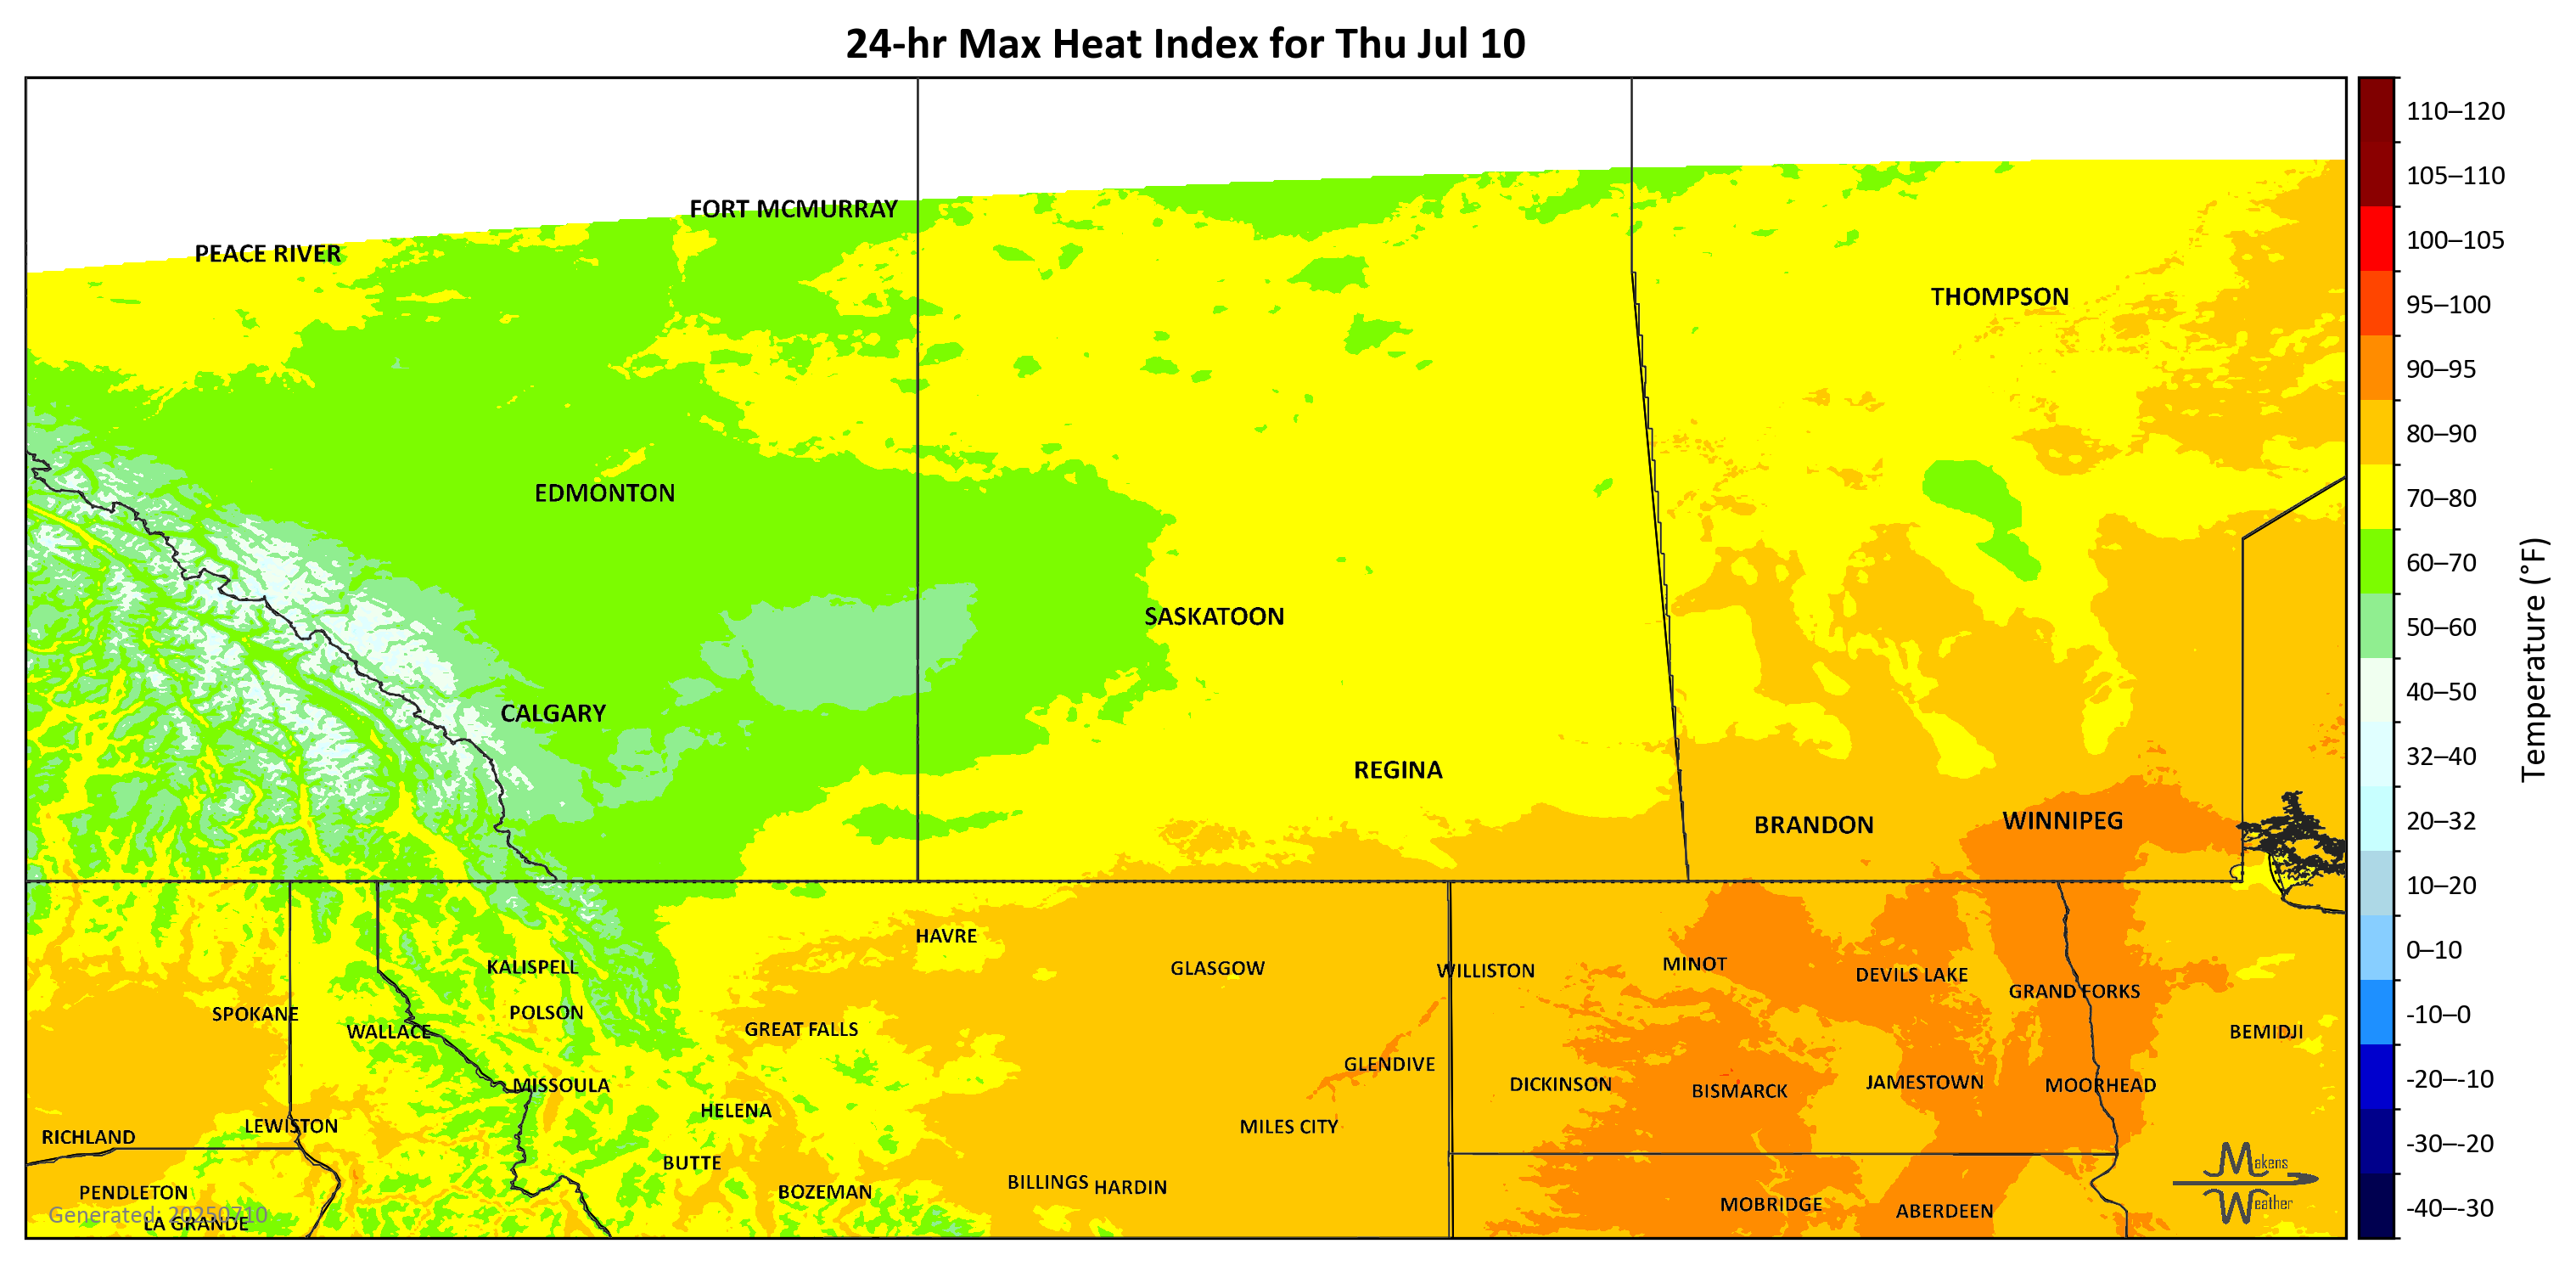 24-hr Max Heat Index for Thu Jul 10
FORT MCMURRAY
PEACE RIVER
THOMPSON
EDMONTON
SASKATOON
CALGARY
REGINA
BRANDON
WINNIPEG
HAVRE
GLASGOW
WILLISTON
MINOT
KALISPELL
DEVILS LAKE
GRAND FORKS
SPOKANE
POLSON
WALLACE
GREAT FALLS
BEMIDJI
GLENDIVE
MISSOULA
DICKINSON
BISMARCK
JAMESTOWN
MOORHEAD
HELENA
LEWISTON
MILES CITY
RICHLAND
BUTTE
PENDLETON
BOZEMAN
BILLINGS
HARDIN
MOBRIDGE
ABERDEEN
Generated: 20250710
LA GRANDE
Makens
Weather
110–120
105–110
100–105
95–100
90–95
80–90
70–80
60–70
50–60
40–50
32–40
20–32
10–20
0–10
-10–0
-20–-10
-30–-20
-40–-30
Temperature (°F)